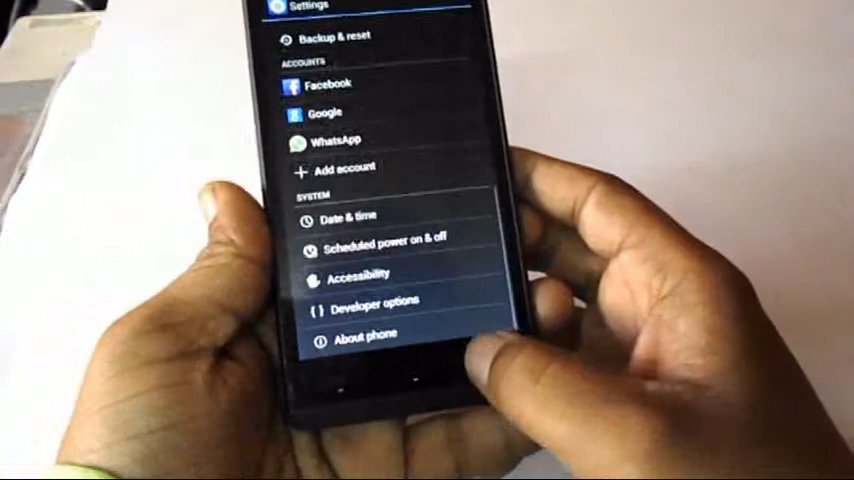 Settings
Backup & reset
ACCOUNTS
Facebook
Google
WhatsApp
Add account
SYSTEM
Date & time
Scheduled power on & off
Accessibility
Developer options
About phone